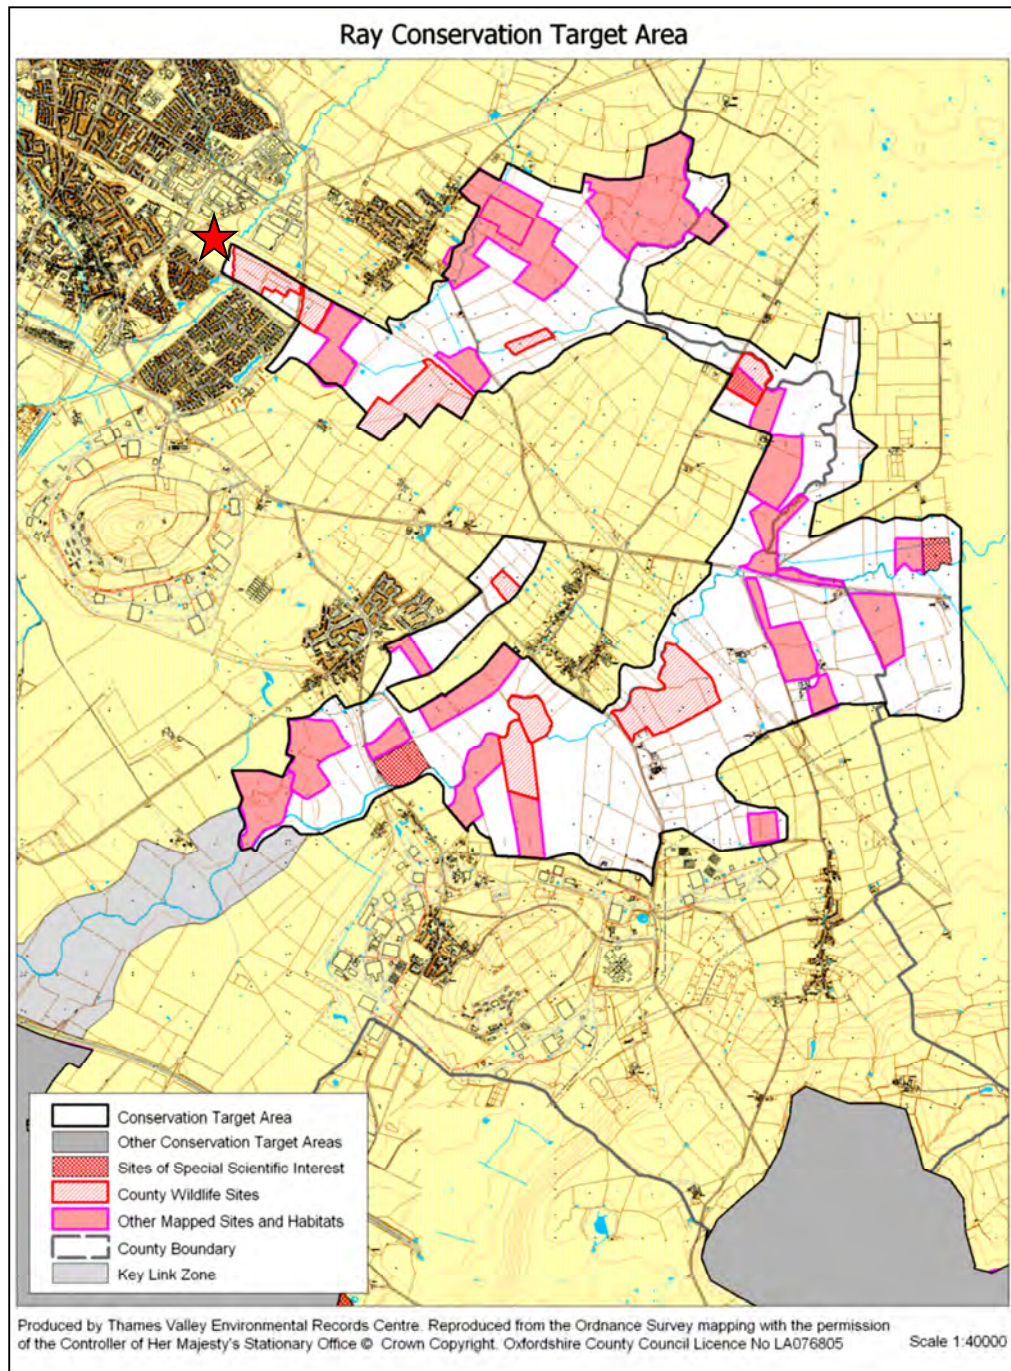 Ray Conservation Target Area
Conservation Target Area
Other Conservation Target Areas
Sites of Special Scientific Interest
County Wildlife Sites
Other Mapped Sites and Habitats
County Boundary
Key Link Zone
Produced by Thames Valley Environmental Records Centre. Reproduced from the Ordnance Survey mapping with the permission
of the Controller of Her Majesty's Stationary Office © Crown Copyright. Oxfordshire County Council Licence No LA076805
Scale 1:40000